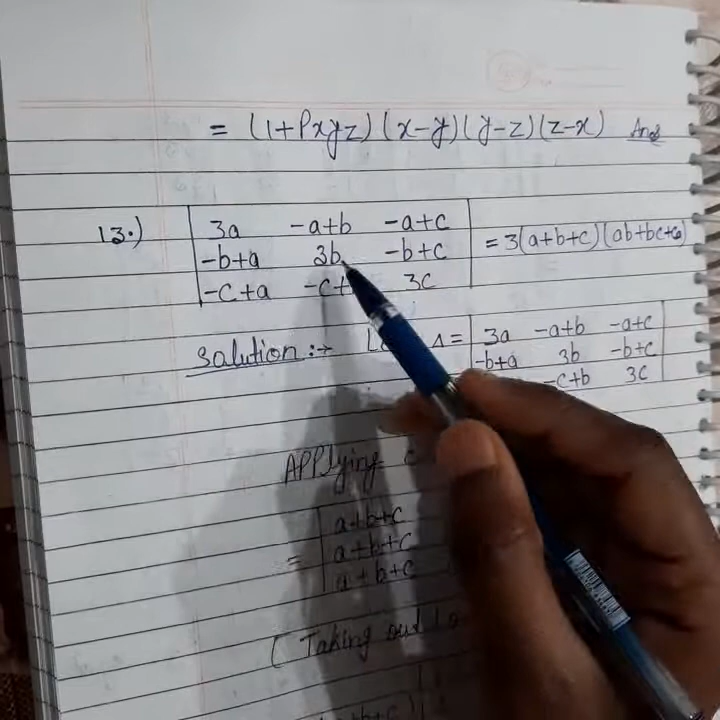 = (1+Pxyz)(x-y)(y-z)(z-x) Ans
13.) | 3a -a+b -a+c |
| -b+a 3b -b+c | = 3(a+b+c)(ab+bc+ca)
| -c+a -c+ 3c |
Solution :→ Δ= | 3a -a+b -a+c |
| -b+a 3b -b+c |
-c+b 3c |
Applying C
| a+b+c
= | a+b+c
| a+b+c
( Taking out